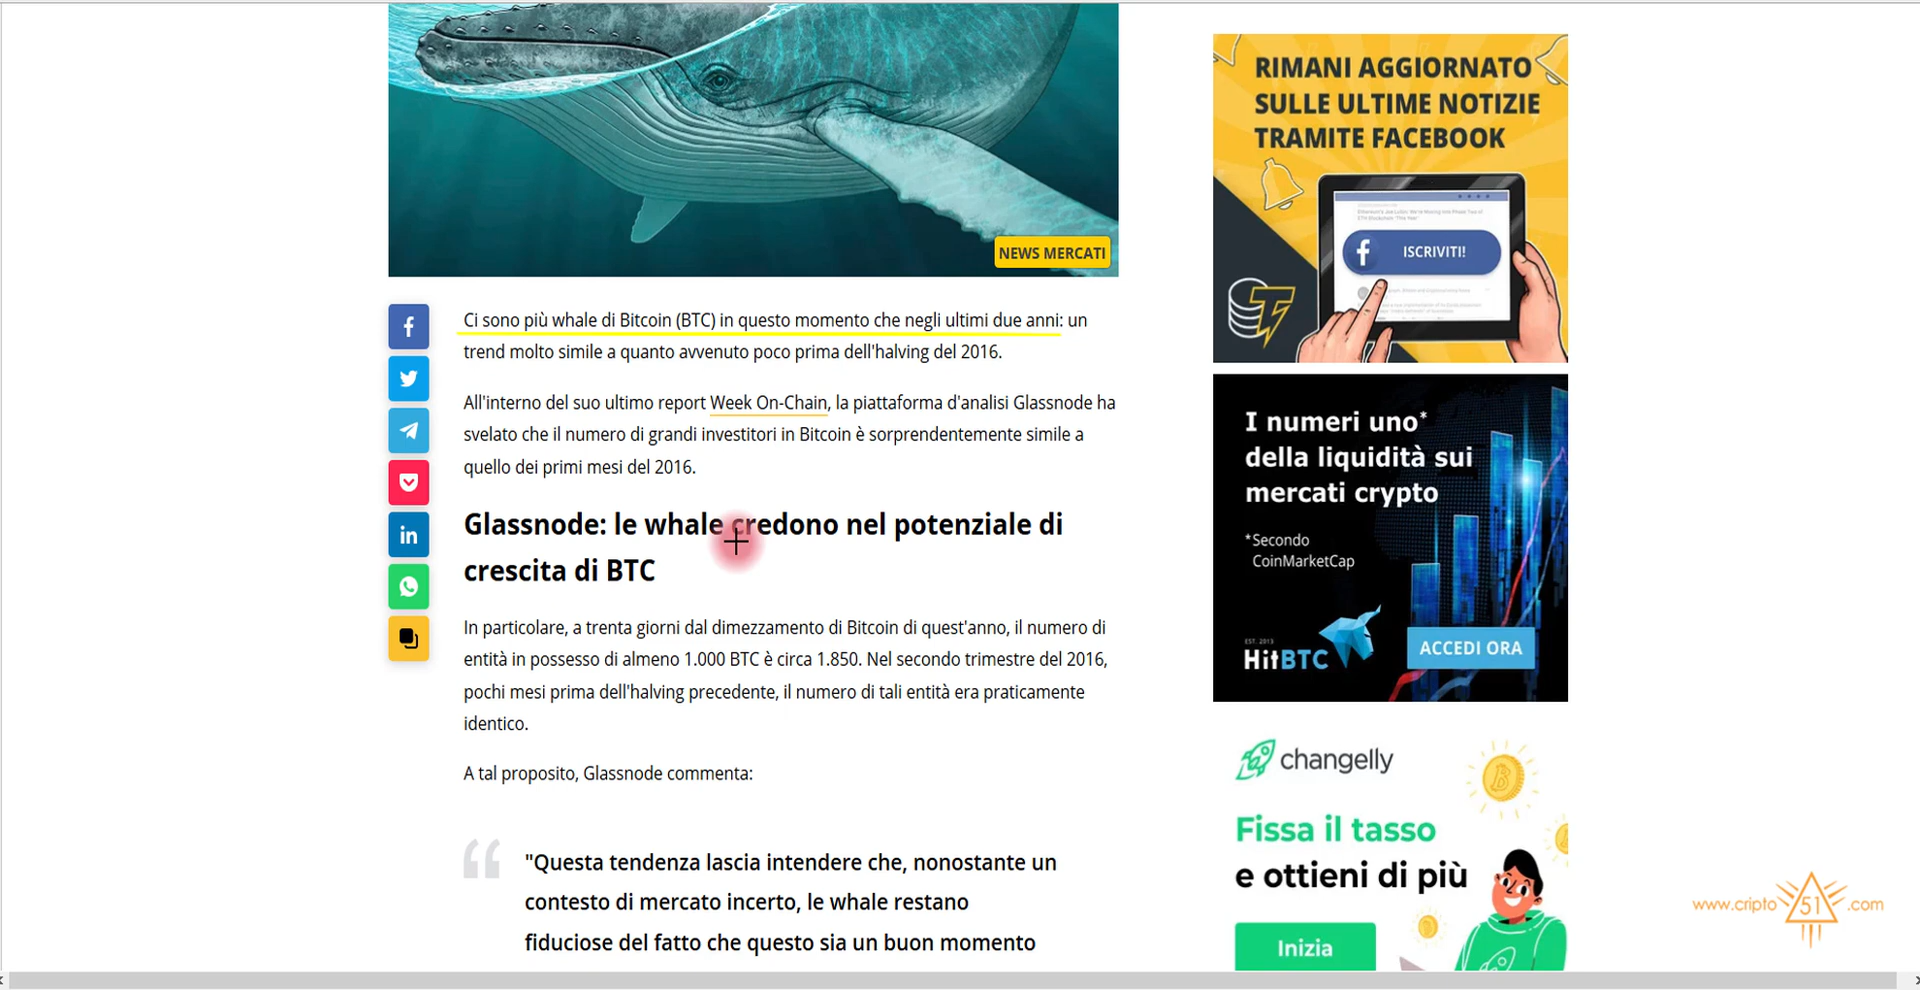 NEWS MERCATI
Ci sono più whale di Bitcoin (BTC) in questo momento che negli ultimi due anni: un
trend molto simile a quanto avvenuto poco prima dell'halving del 2016.
All'interno del suo ultimo report Week On-Chain, la piattaforma d'analisi Glassnode ha
svelato che il numero di grandi investitori in Bitcoin è sorprendentemente simile a
quello dei primi mesi del 2016.
Glassnode: le whale credono nel potenziale di
crescita di BTC
In particolare, a trenta giorni dal dimezzamento di Bitcoin di quest'anno, il numero di
entità in possesso di almeno 1.000 BTC è circa 1.850. Nel secondo trimestre del 2016,
pochi mesi prima dell'halving precedente, il numero di tali entità era praticamente
identico.
A tal proposito, Glassnode commenta:
"Questa tendenza lascia intendere che, nonostante un
contesto di mercato incerto, le whale restano
fiduciose del fatto che questo sia un buon momento
RIMANI AGGIORNATO
SULLE ULTIME NOTIZIE
TRAMITE FACEBOOK
ISCRIVITI!
I numeri uno*
della liquidità sui
mercati crypto
*Secondo
CoinMarketCap
EST. 2013
HitBTC
ACCEDI ORA
changelly
Fissa il tasso
e ottieni di più
Inizia
www.cripto 51 .com